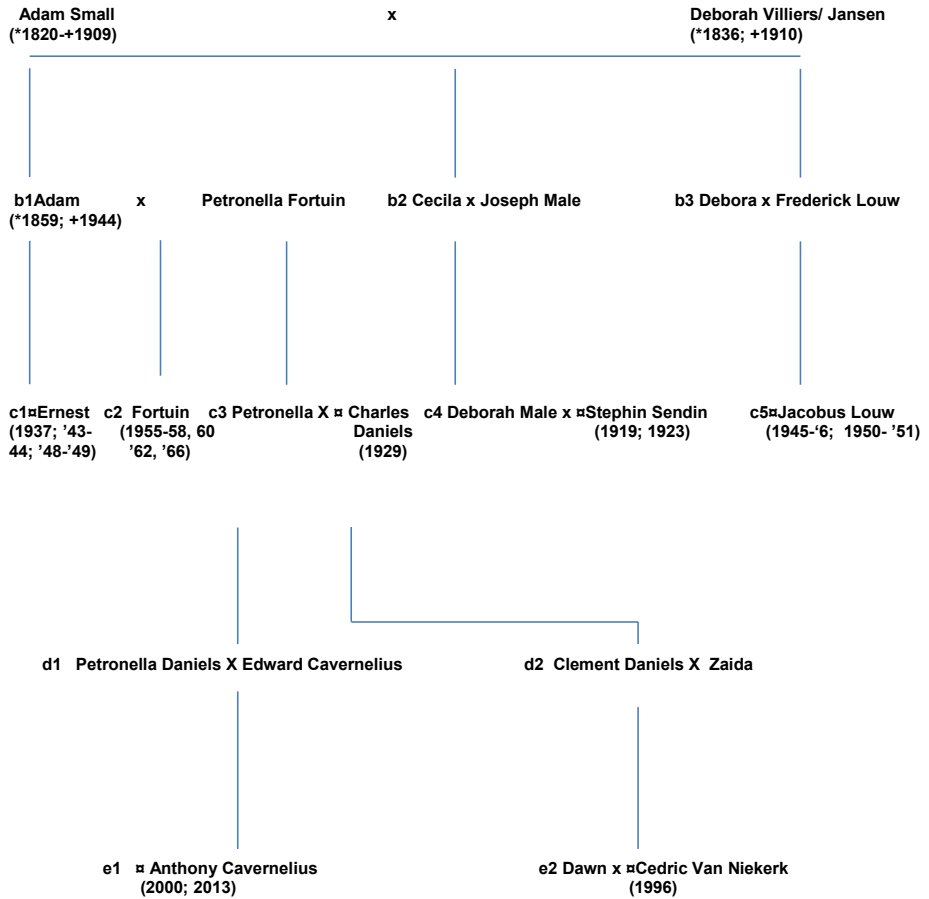 Adam Small x Deborah Villiers/ Jansen
(*1820-+1909) (*1836; +1910)
b1Adam x Petronella Fortuin b2 Cecila x Joseph Male b3 Debora x Frederick Louw
(*1859; +1944)
c1¤Ernest c2 Fortuin c3 Petronella X ¤ Charles c4 Deborah Male x ¤Stephin Sendin c5¤Jacobus Louw
(1937; ’43- (1955-58, 60 Daniels (1919; 1923) (1945-‘6; 1950- ’51)
44; ’48-’49) ’62, ’66) (1929)
d1 Petronella Daniels X Edward Cavernelius d2 Clement Daniels X Zaida
e1 ¤ Anthony Cavernelius e2 Dawn x ¤Cedric Van Niekerk
(2000; 2013) (1996)